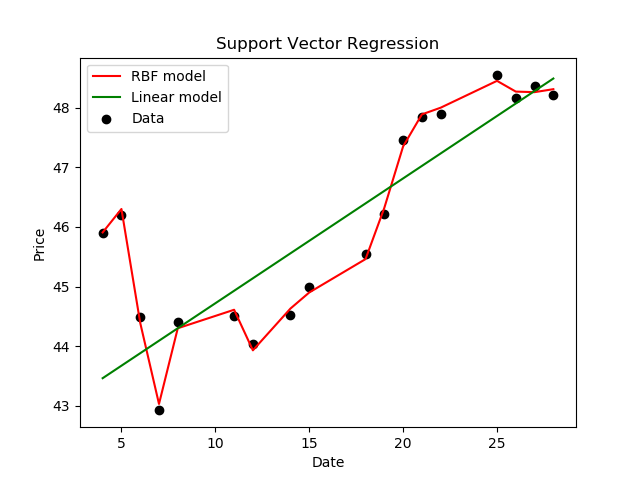 Support Vector Regression
RBF model
Linear model
Data
48
47
46
45
44
43
Price
5
10
15
20
25
Date